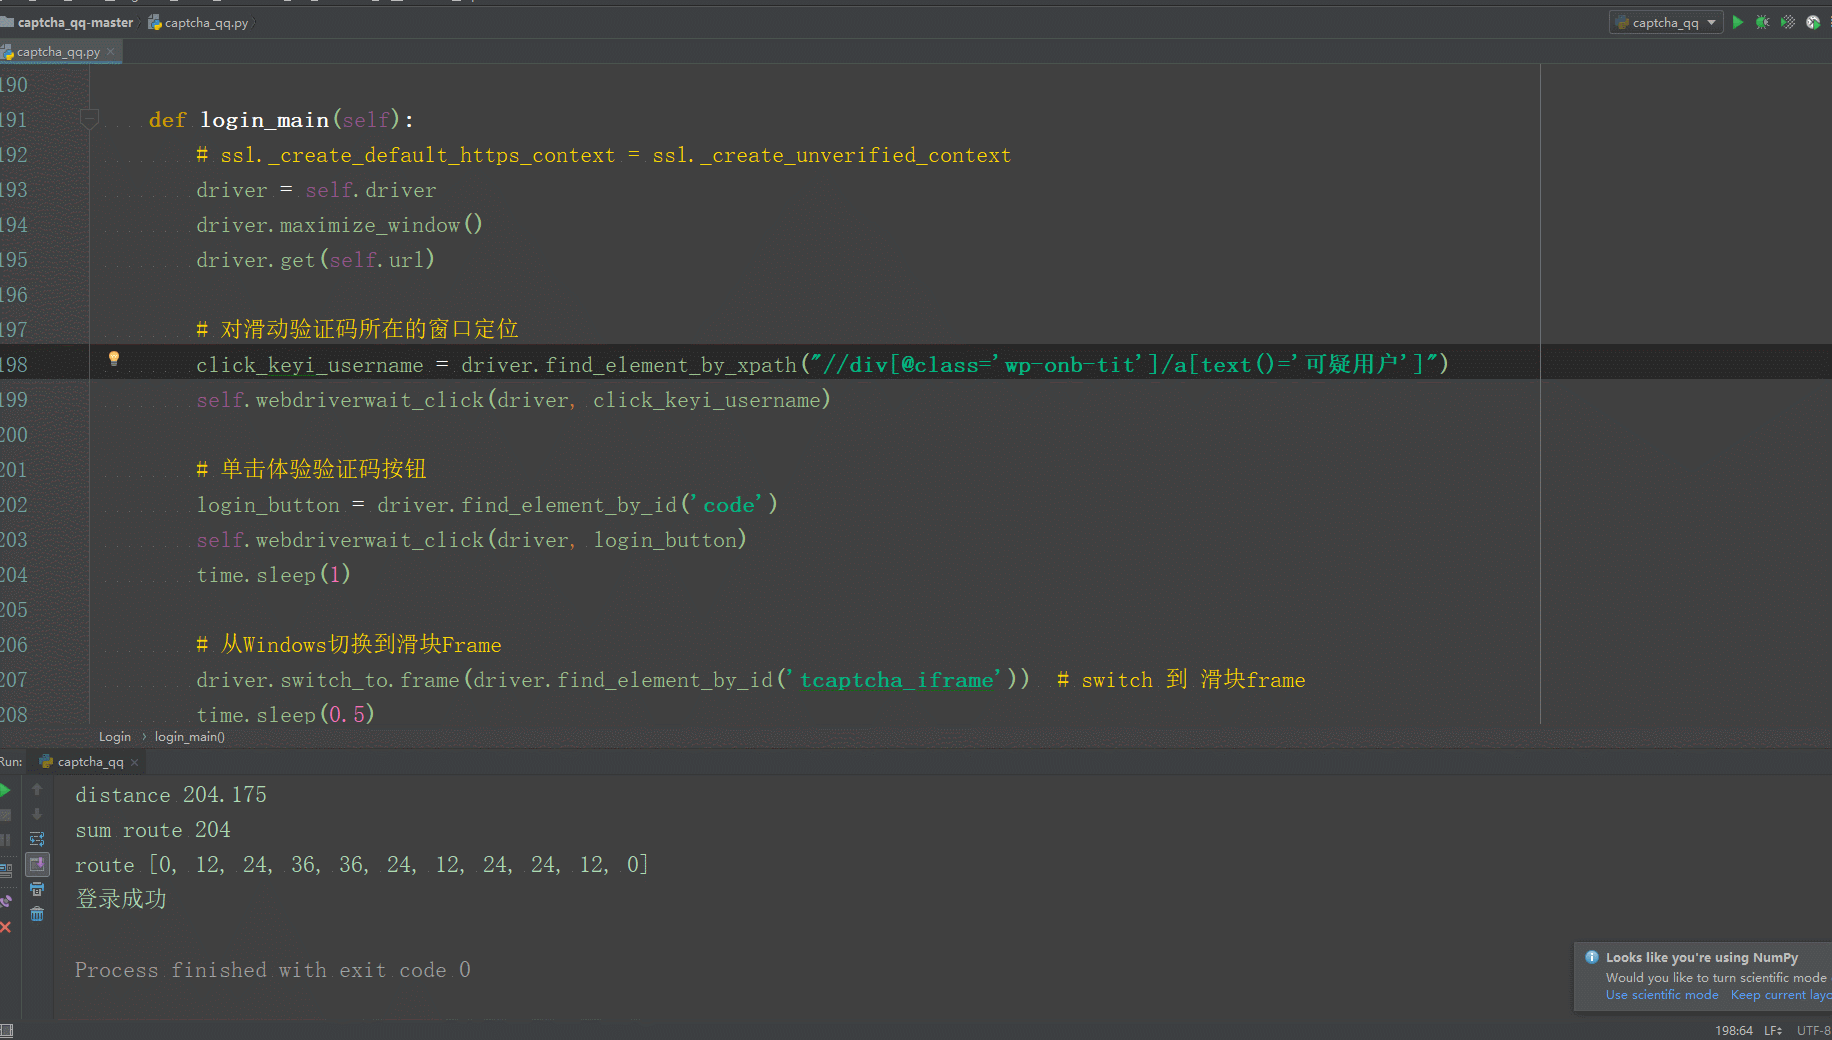 captcha_qq-master captcha_qq.py captcha_qq
captcha_qq.py
190
191 def login_main(self):
192 # ssl._create_default_https_context = ssl._create_unverified_context
193 driver = self.driver
194 driver.maximize_window()
195 driver.get(self.url)
196
197 # 对滑动验证码所在的窗口定位
198 click_keyi_username = driver.find_element_by_xpath("//div[@class='wp-onb-tit']/a[text()='可疑用户']")
199 self.webdriverwait_click(driver, click_keyi_username)
200
201 # 单击体验验证码按钮
202 login_button = driver.find_element_by_id('code')
203 self.webdriverwait_click(driver, login_button)
204 time.sleep(1)
205
206 # 从Windows切换到滑块Frame
207 driver.switch_to.frame(driver.find_element_by_id('tcaptcha_iframe')) # switch 到 滑块frame
208 time.sleep(0.5)
Login › login_main()
Run: captcha_qq
distance 204.175
sum route 204
route [0, 12, 24, 36, 36, 24, 12, 24, 24, 12, 0]
登录成功
Process finished with exit code 0
Looks like you're using NumPy
Would you like to turn scientific mode
Use scientific mode Keep current layo
198:64 LF UTF-8